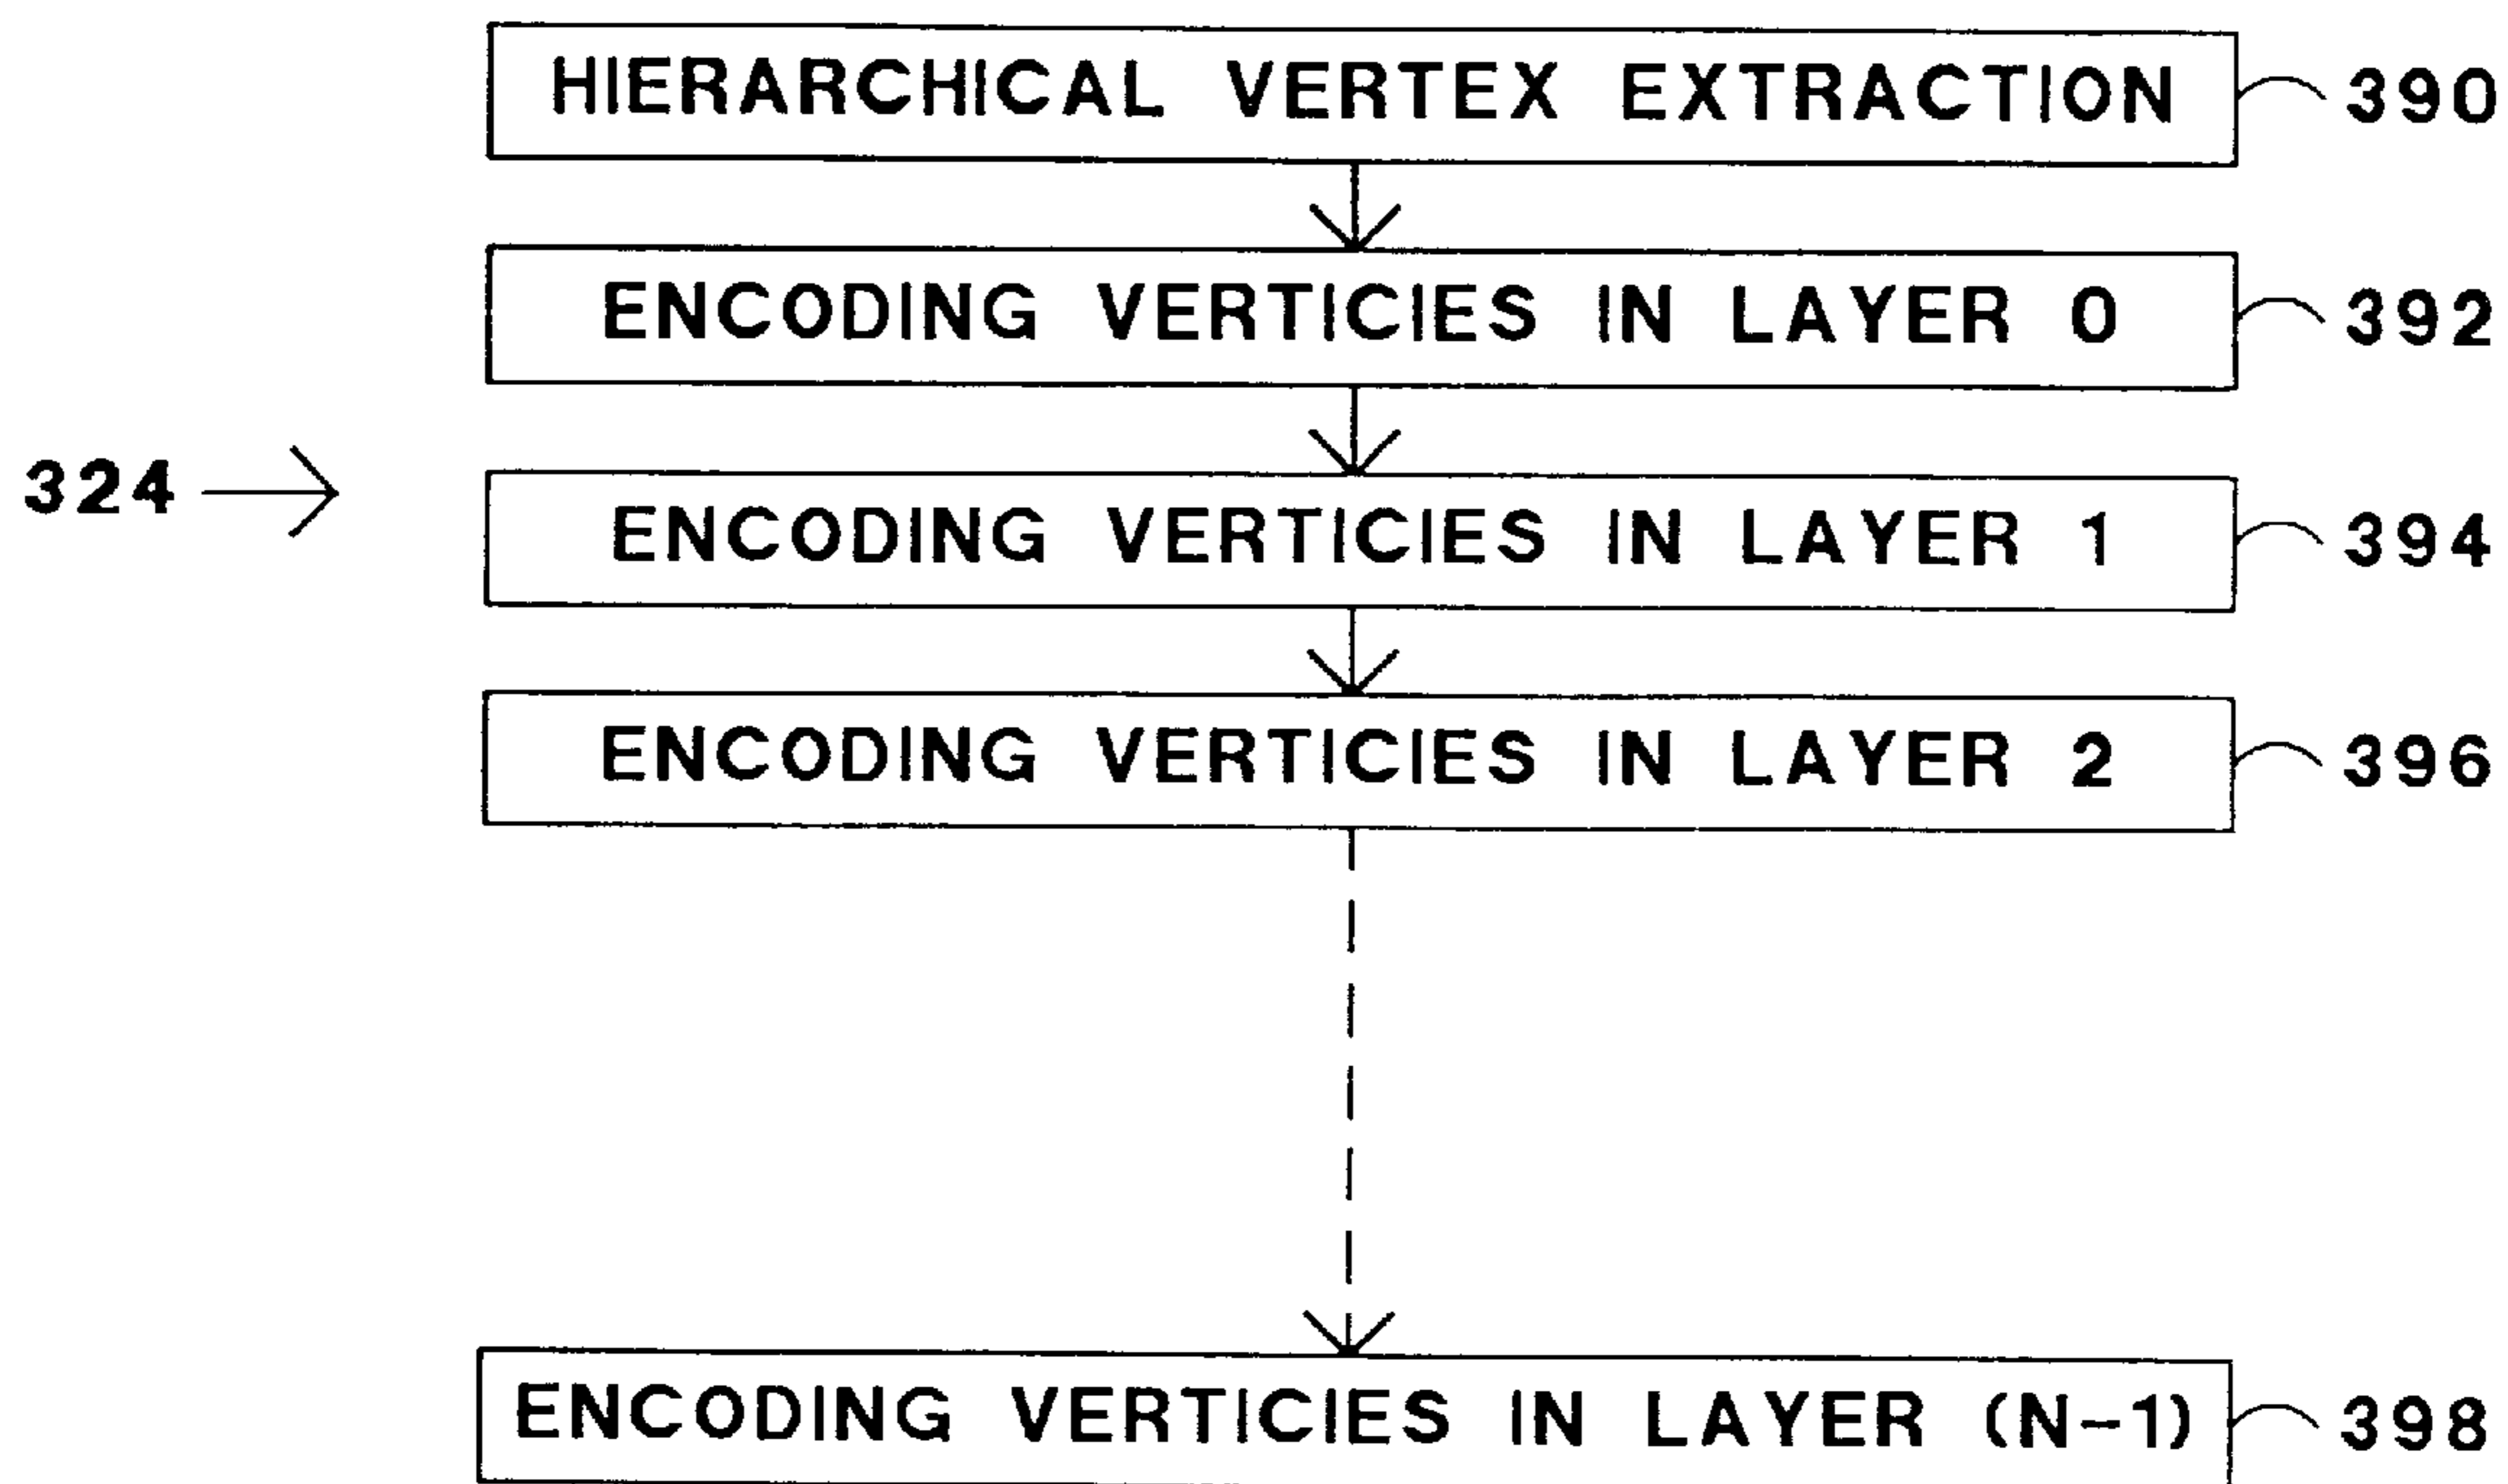 HIERARCHICAL VERTEX EXTRACTION 390
ENCODING VERTICIES IN LAYER 0 392
324
ENCODING VERTICIES IN LAYER 1 394
ENCODING VERTICIES IN LAYER 2 396
ENCODING VERTICIES IN LAYER (N-1) 398